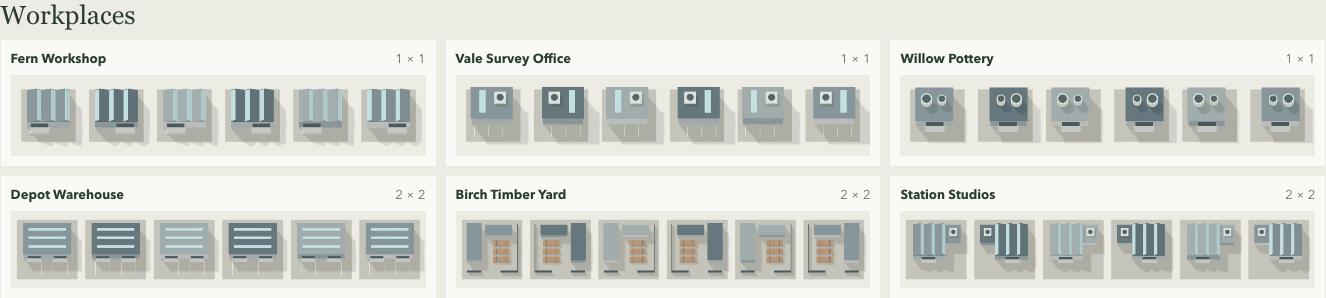 Workplaces
Fern Workshop 1 × 1
Vale Survey Office 1 × 1
Willow Pottery 1 × 1
Depot Warehouse 2 × 2
Birch Timber Yard 2 × 2
Station Studios 2 × 2